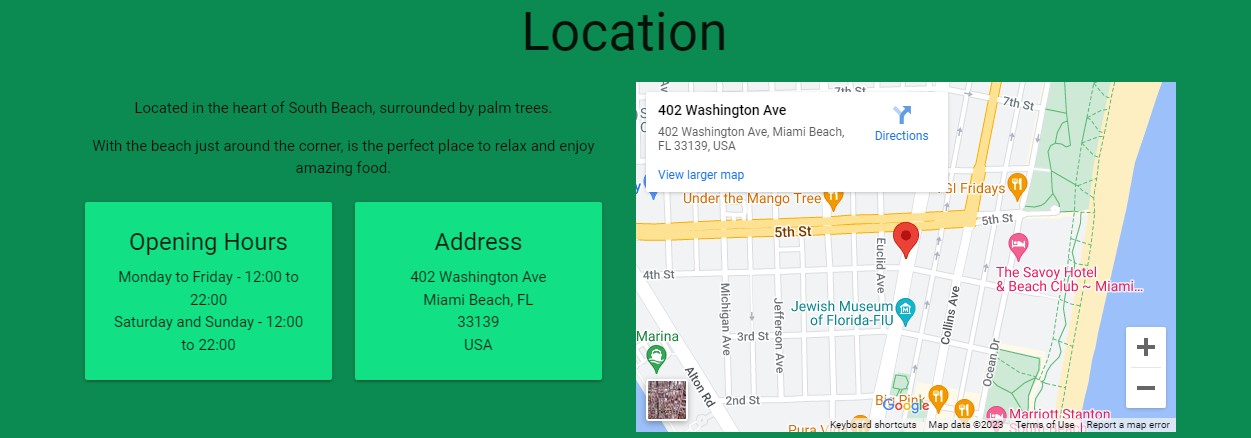 Location
Located in the heart of South Beach, surrounded by palm trees.
With the beach just around the corner, is the perfect place to relax and enjoy
amazing food.
Opening Hours
Monday to Friday - 12:00 to
22:00
Saturday and Sunday - 12:00
to 22:00
Address
402 Washington Ave
Miami Beach, FL
33139
USA
402 Washington Ave
402 Washington Ave, Miami Beach,
FL 33139, USA
View larger map
Directions
7th St
7th St
Under the Mango Tree
GI Fridays
5th St
5th St
4th St
Euclid Ave
The Savoy Hotel
& Beach Club ~ Miami...
Michigan Ave
Jefferson Ave
Jewish Museum
of Florida-FIU
Collins Ave
3rd St
Marina
Ocean Dr
Alton Rd
2nd St
Big Pink
Google
Marriott Stanton
Pura V
Keyboard shortcuts
Map data ©2023
Terms of Use
Report a map error